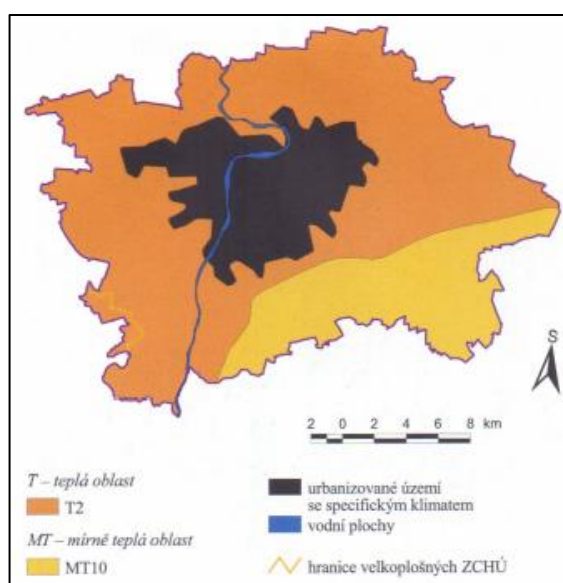 S
2 0 2 4 6 8 km
T – teplá oblast
T2
MT – mírně teplá oblast
MT10
urbanizované území
se specifickým klimatem
vodní plochy
hranice velkoplošných ZCHÚ